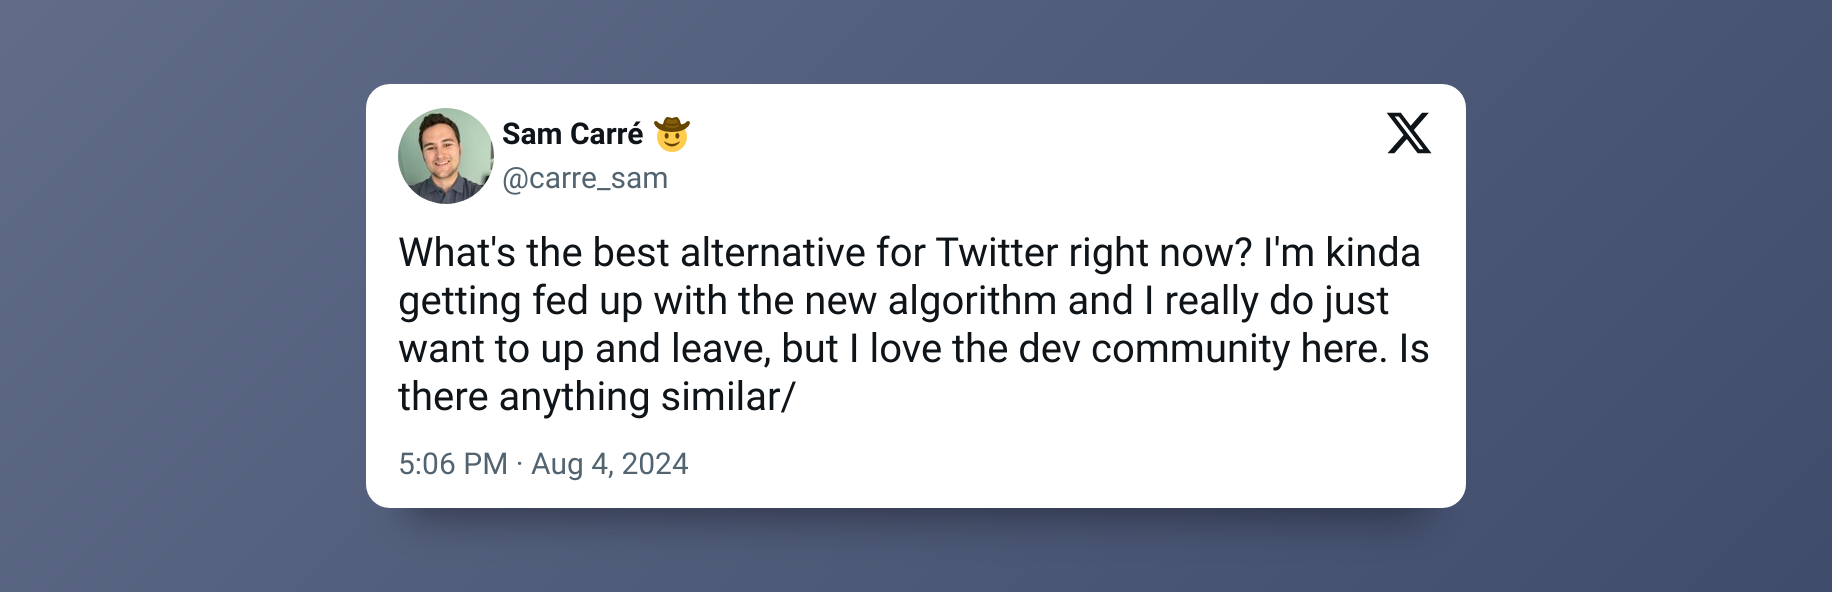 Sam Carré 🤠
@carre_sam
What's the best alternative for Twitter right now? I'm kinda
getting fed up with the new algorithm and I really do just
want to up and leave, but I love the dev community here. Is
there anything similar/
5:06 PM · Aug 4, 2024